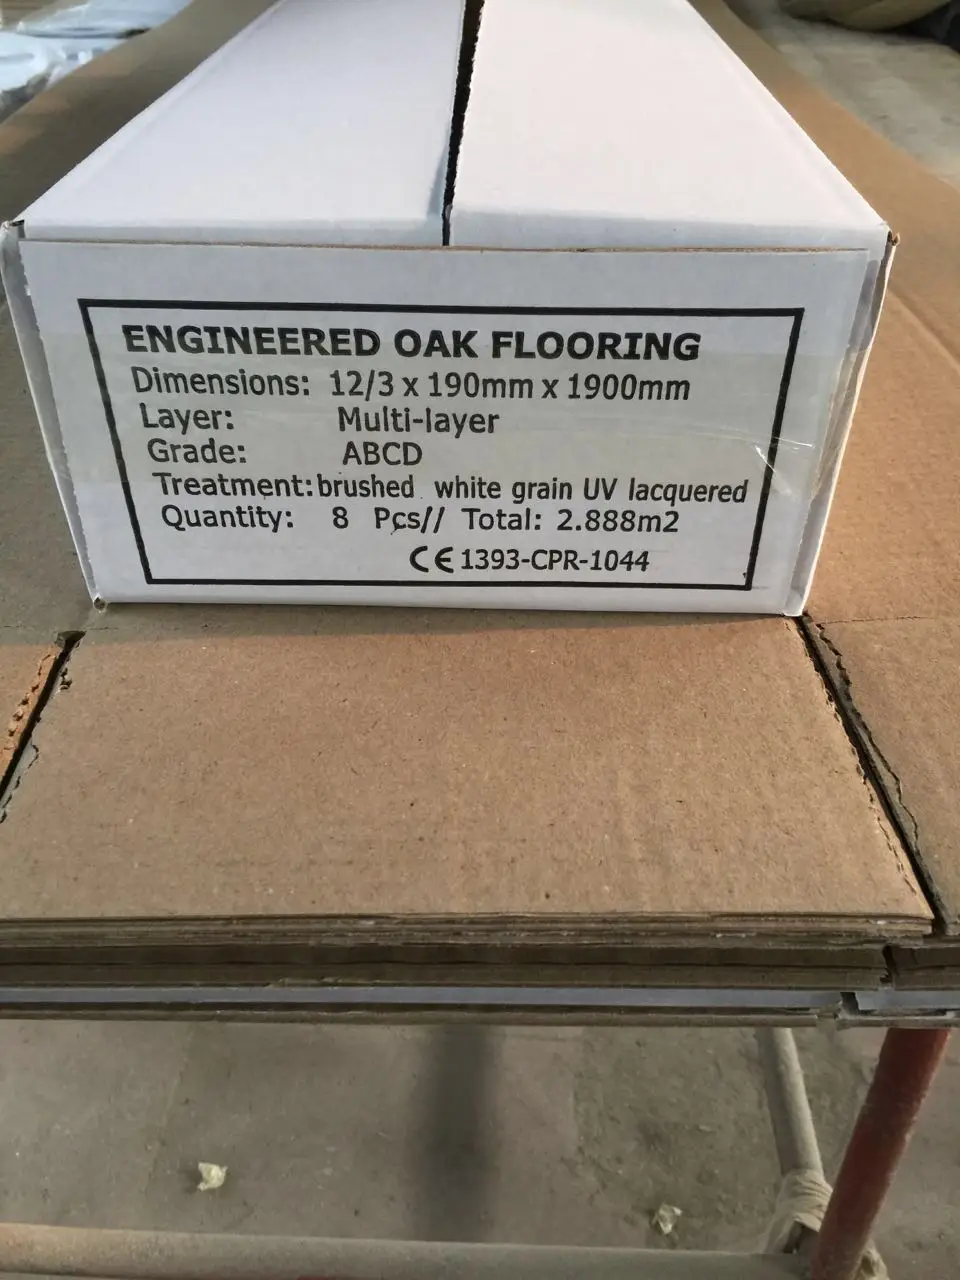 ENGINEERED OAK FLOORING
Dimensions: 12/3 x 190mm x 1900mm
Layer: Multi-layer
Grade: ABCD
Treatment: brushed white grain UV lacquered
Quantity: 8 Pcs// Total: 2.888m2
CE 1393-CPR-1044